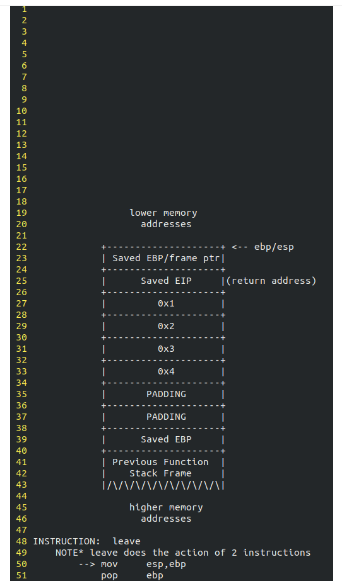 1
2
3
4
5
6
7
8
9
10
11
12
13
14
15
16
17
18
19 lower memory
20 addresses
21
22 +--------------------+ <-- ebp/esp
23 | Saved EBP/frame ptr|
24 +--------------------+
25 | Saved EIP |(return address)
26 +--------------------+
27 | 0x1 |
28 +--------------------+
29 | 0x2 |
30 +--------------------+
31 | 0x3 |
32 +--------------------+
33 | 0x4 |
34 +--------------------+
35 | PADDING |
36 +--------------------+
37 | PADDING |
38 +--------------------+
39 | Saved EBP |
40 +--------------------+
41 | Previous Function |
42 | Stack Frame |
43 |/\/\/\/\/\/\/\/\/\/\|
44
45 higher memory
46 addresses
47
48 INSTRUCTION: leave
49 NOTE* leave does the action of 2 instructions
50 --> mov esp,ebp
51 pop ebp